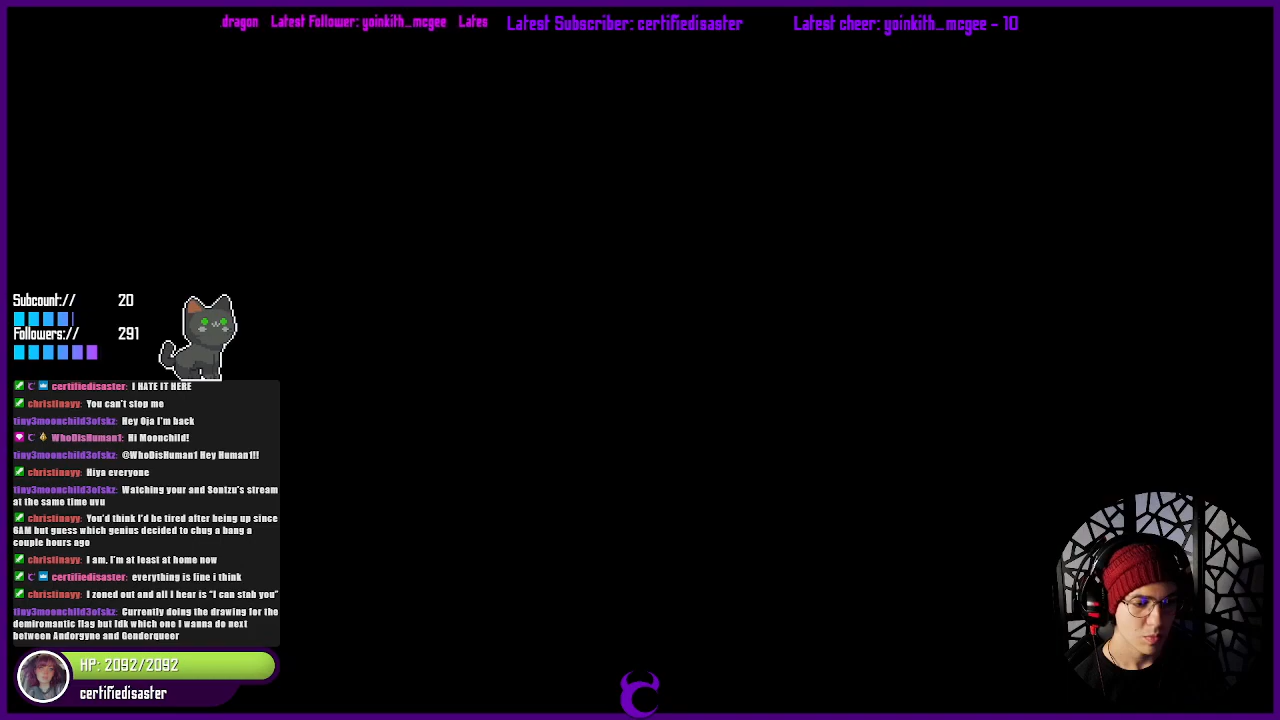 dragon Latest Follower: yoinkith_mcgee Lates Latest Subscriber: certifiedisaster Latest cheer: yoinkith_mcgee - 10
Subcount:// 20
Followers:// 291
certifiedisaster: I HATE IT HERE
christinayy: You can't stop me
tiny3moonchild3ofskz: Hey Oja I'm back
WhoDisHuman1: Hi Moonchild!
tiny3moonchild3ofskz: @WhoDisHuman1 Hey Human1!!
christinayy: Hiya everyone
tiny3moonchild3ofskz: Watching your and Sontzu's stream
at the same time uvu
christinayy: You'd think I'd be tired after being up since
6AM but guess which genius decided to chug a bang a
couple hours ago
christinayy: I am. I'm at least at home now
certifiedisaster: everything is fine i think
christinayy: I zoned out and all i hear is "I can stab you"
tiny3moonchild3ofskz: Currently doing the drawing for the
demiromantic flag but Idk which one I wanna do next
between Androgyne and Genderqueer
HP: 2092/2092
certifiedisaster